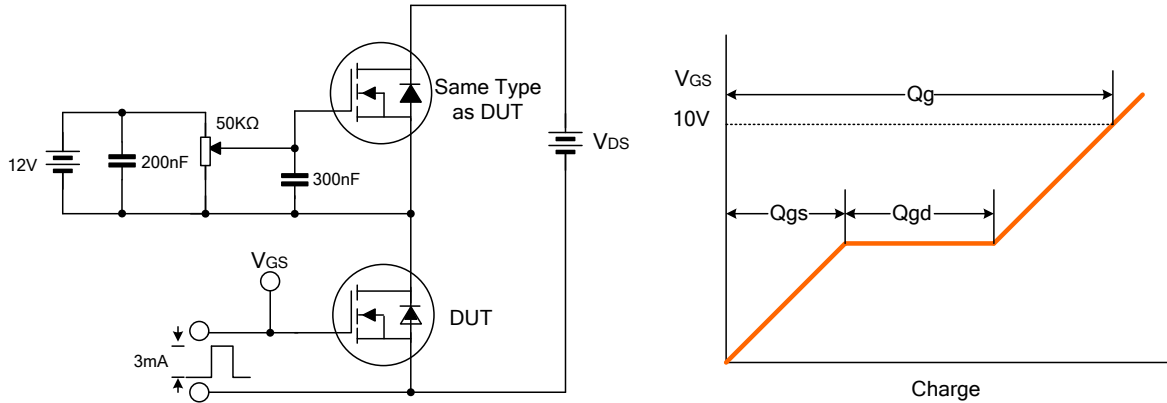 Same Type
as DUT
50KΩ
12V
200nF
300nF
VDS
VGS
DUT
3mA
VGS
10V
Qg
Qgs
Qgd
Charge